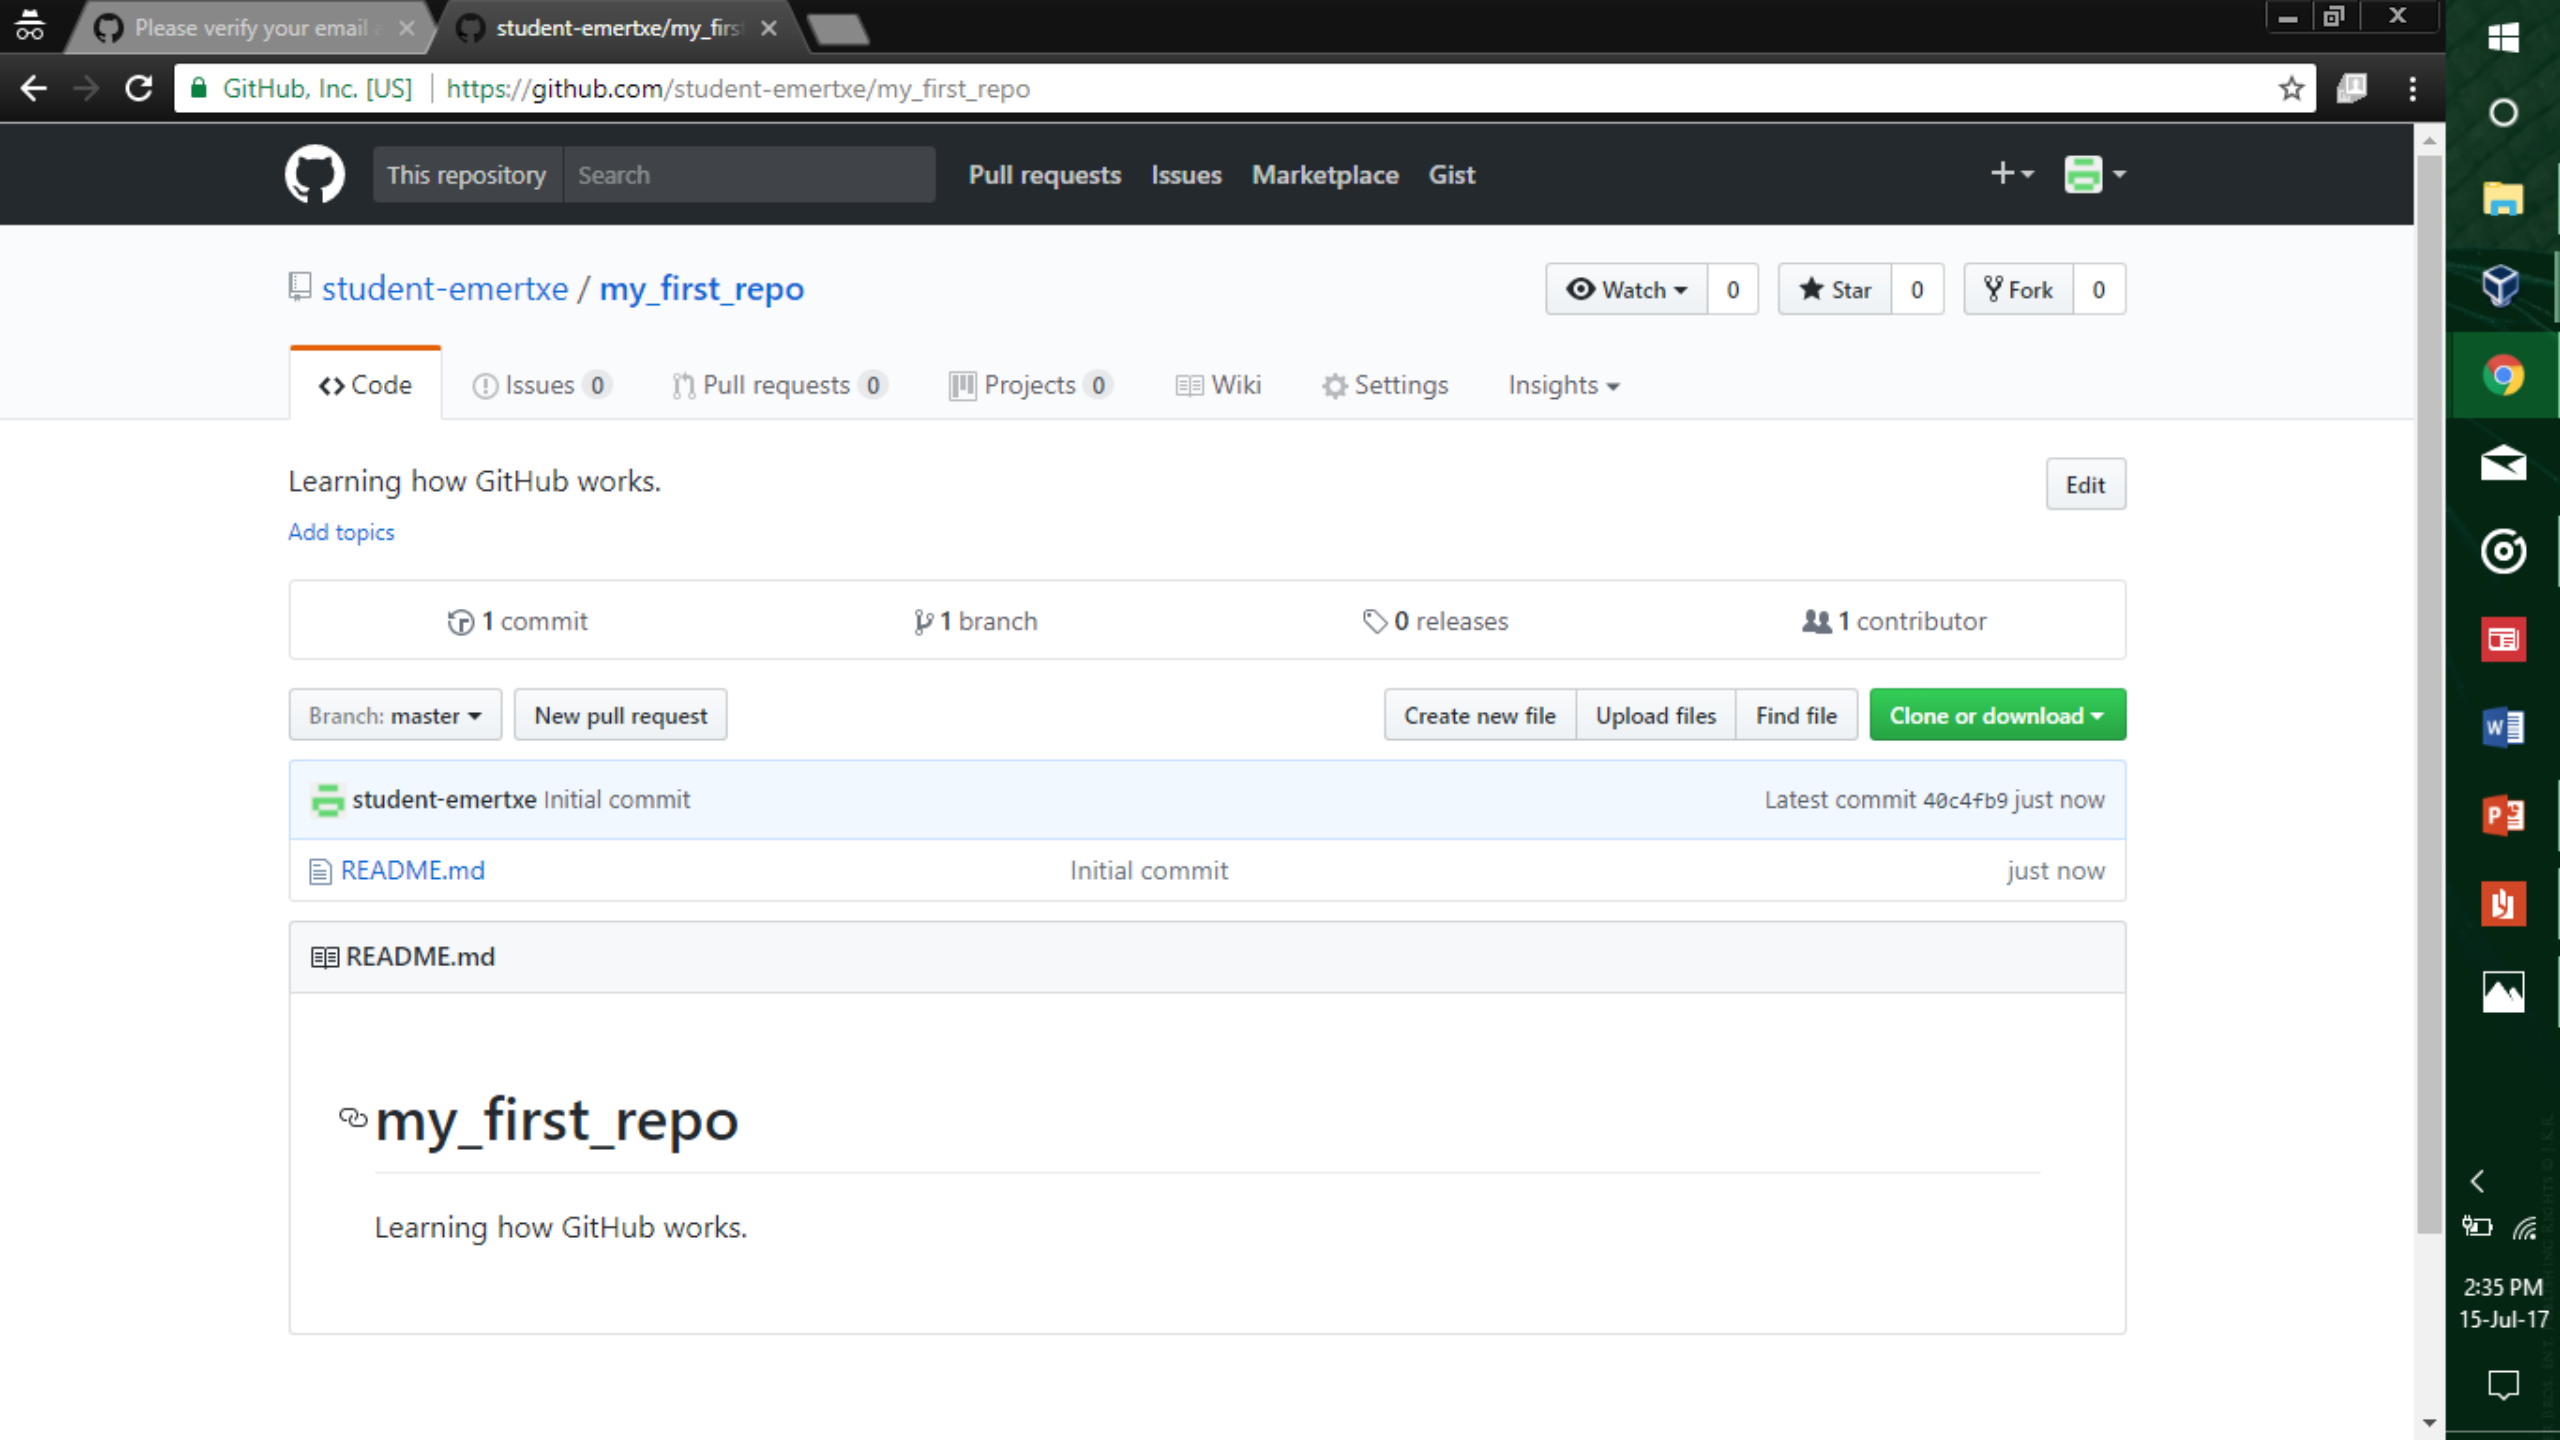 Please verify your email a
student-emertxe/my_first
GitHub, Inc. [US] https://github.com/student-emertxe/my_first_repo
This repository Search Pull requests Issues Marketplace Gist
student-emertxe / my_first_repo Watch 0 Star 0 Fork 0
Code Issues 0 Pull requests 0 Projects 0 Wiki Settings Insights
Learning how GitHub works. Edit
Add topics
1 commit 1 branch 0 releases 1 contributor
Branch: master New pull request Create new file Upload files Find file Clone or download
student-emertxe Initial commit Latest commit 40c4fb9 just now
README.md Initial commit just now
README.md
my_first_repo
Learning how GitHub works.
2:35 PM
15-Jul-17